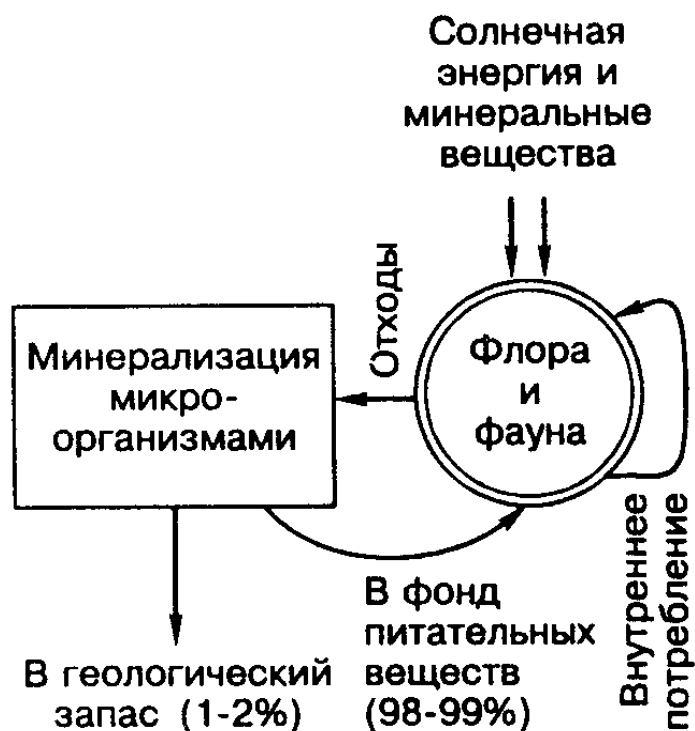 Солнечная
энергия и
минеральные
вещества
Отходы
Минерализация
микро-
организмами
Флора
и
фауна
Внутреннее
потребление
В геологический
запас (1-2%)
В фонд
питательных
веществ
(98-99%)